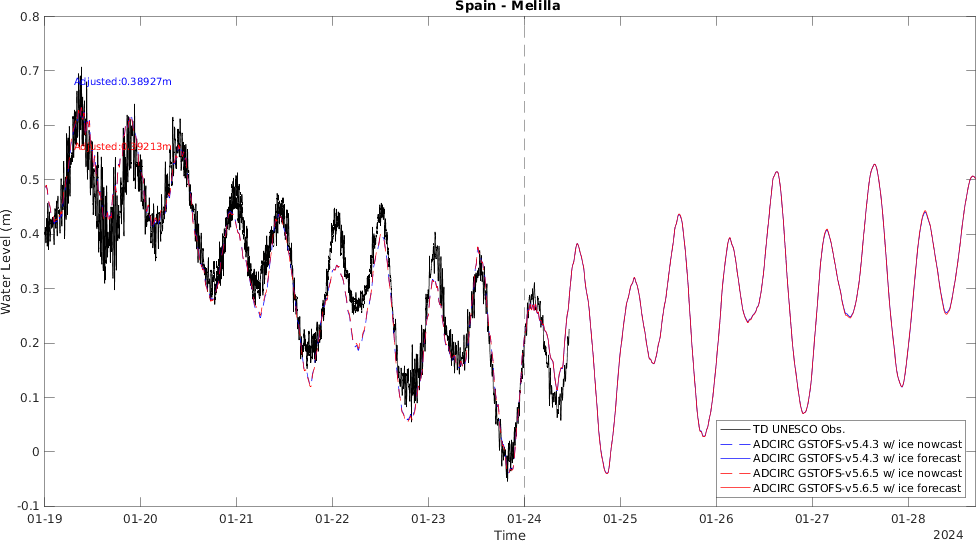 Spain - Melilla
0.8
0.7
0.6
0.5
0.4
0.3
0.2
0.1
0
-0.1
Water Level (m)
Adjusted:0.38927m
Adjusted:0.39213m
TD UNESCO Obs.
ADCIRC GSTOFS-v5.4.3 w/ ice nowcast
ADCIRC GSTOFS-v5.4.3 w/ ice forecast
ADCIRC GSTOFS-v5.6.5 w/ ice nowcast
ADCIRC GSTOFS-v5.6.5 w/ ice forecast
01-19 01-20 01-21 01-22 01-23 01-24 01-25 01-26 01-27 01-28
Time
2024